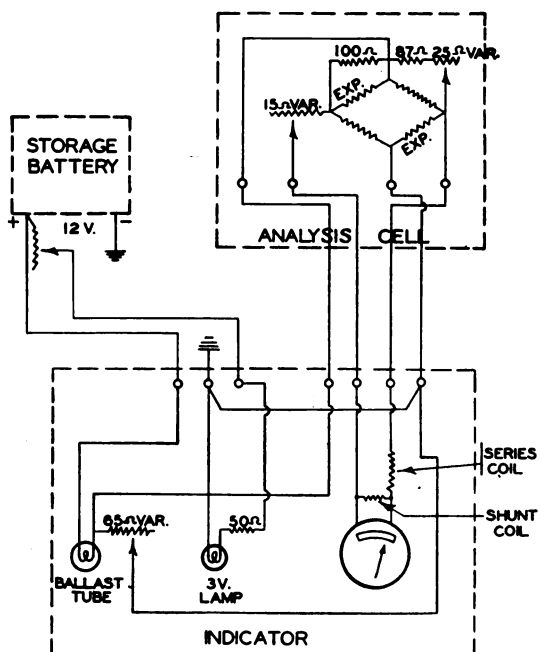 100Ω 87Ω 25ΩVAR.
EXP.
15ΩVAR.
EXP.
STORAGE
BATTERY
+ 12 V. -
ANALYSIS CELL
SERIES
COIL
SHUNT
COIL
65ΩVAR. 50Ω
BALLAST
TUBE
3V.
LAMP
INDICATOR